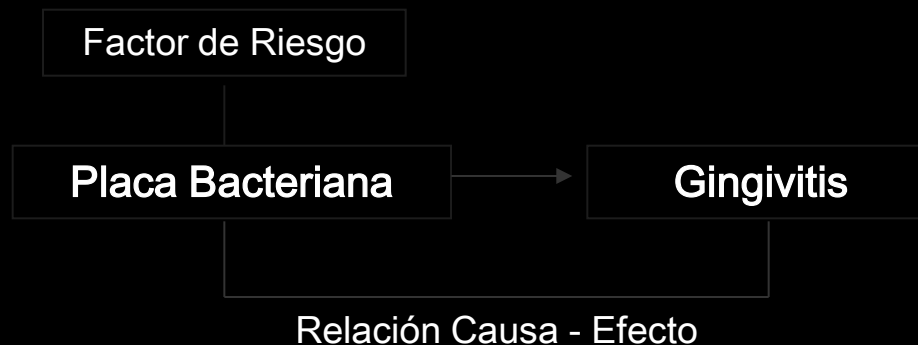 Factor de Riesgo
Placa Bacteriana
Gingivitis
Relación Causa - Efecto